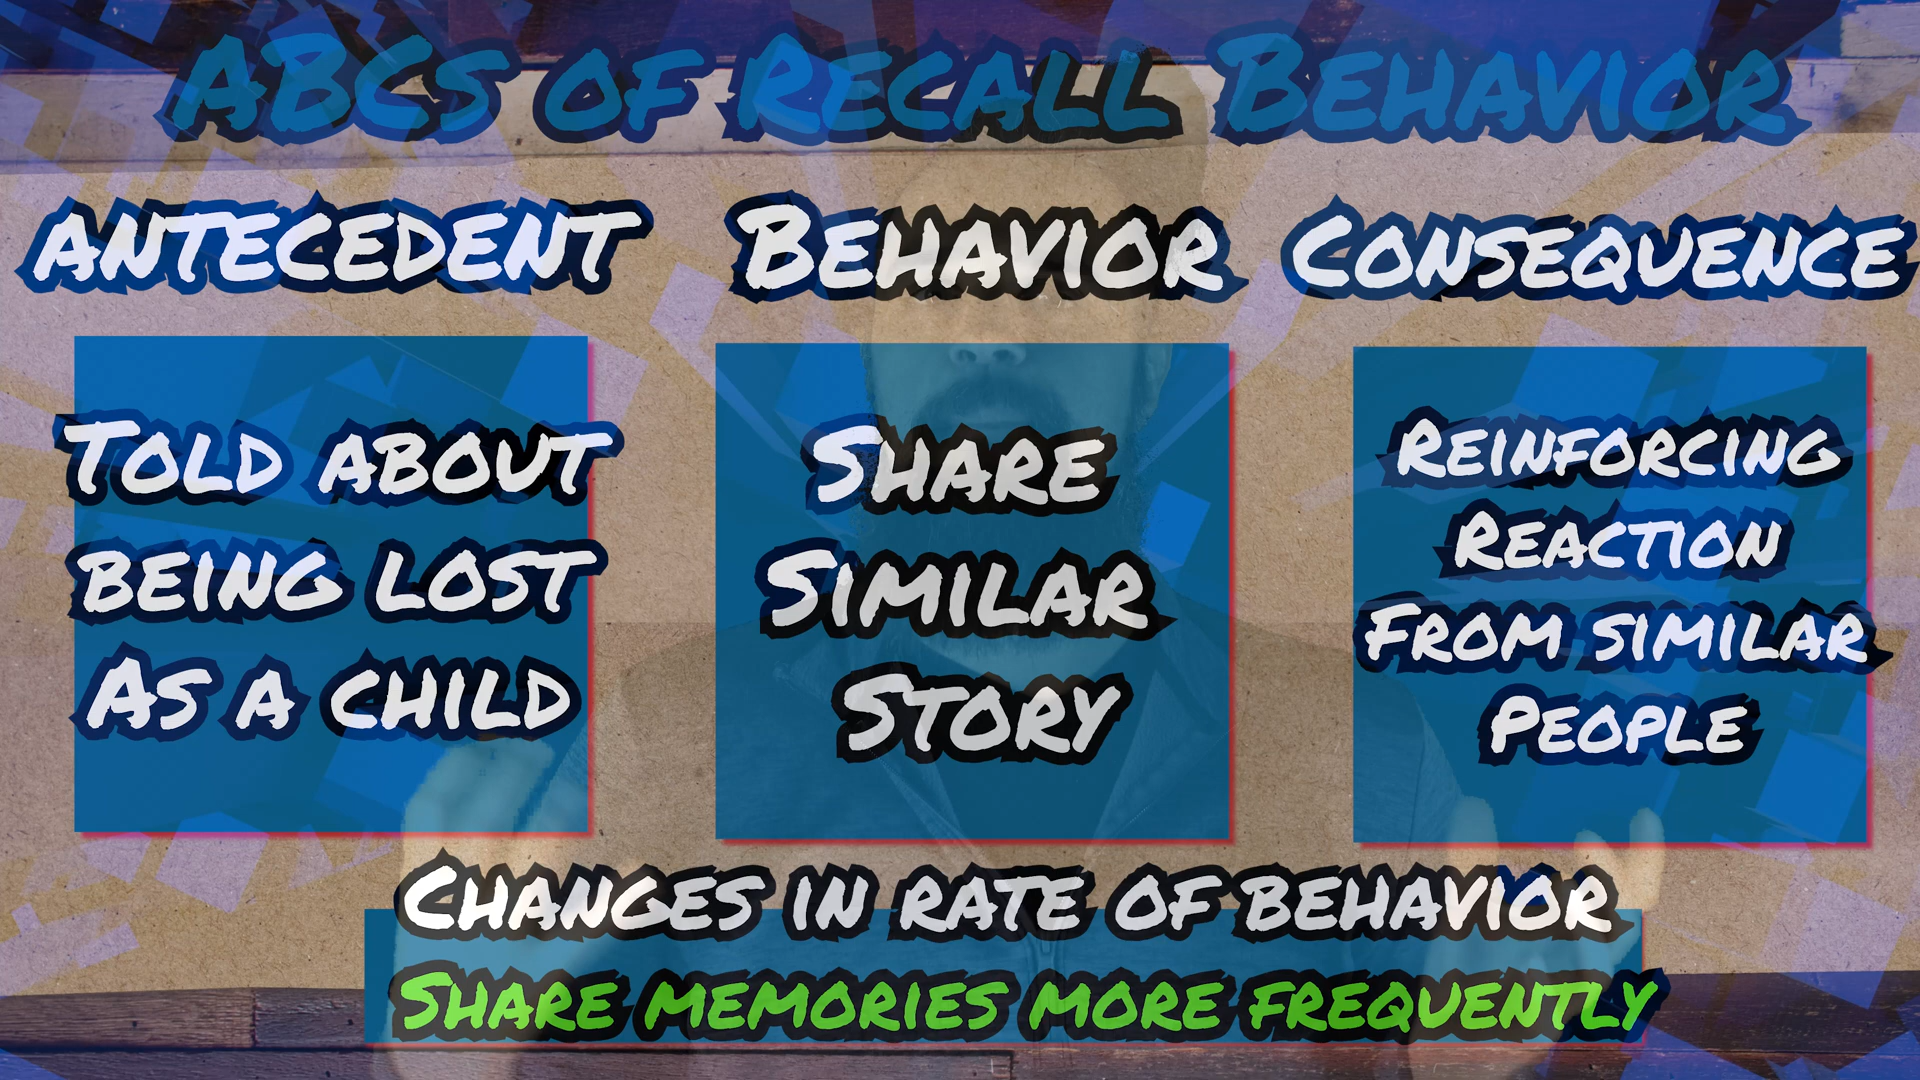 ABCs of Recall Behavior
Antecedent
Behavior
Consequence
Told about
being lost
As a child
Share
Similar
Story
Reinforcing
Reaction
From similar
People
Changes in rate of behavior
Share memories more frequently